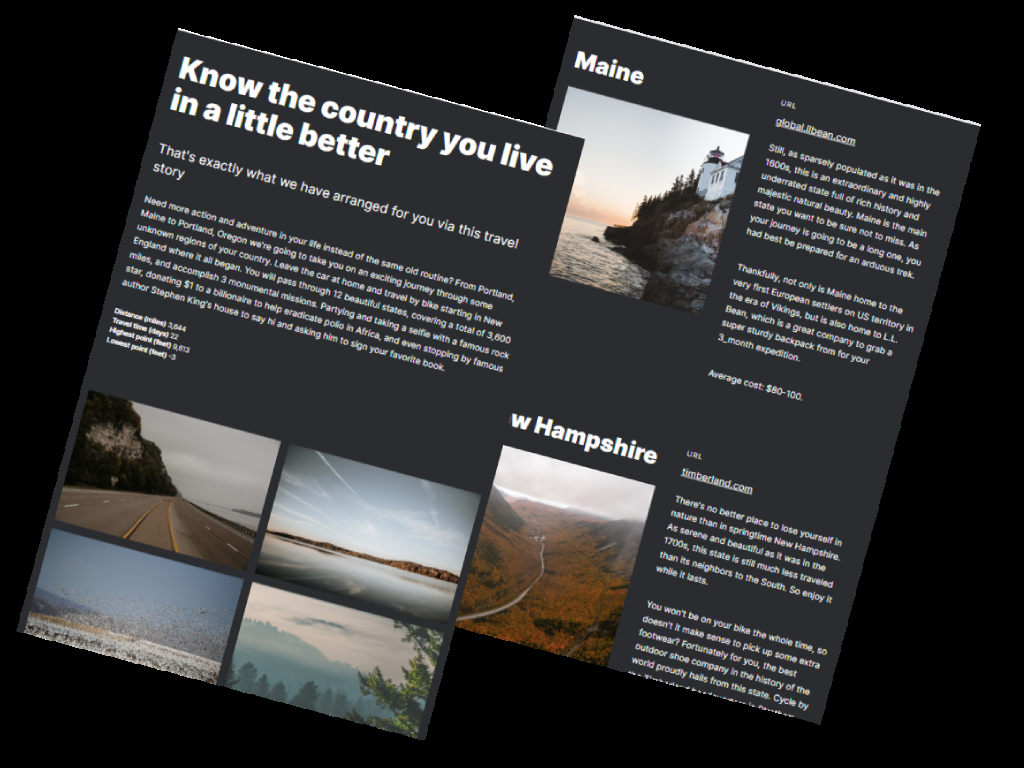 Know the country you live
in a little better
That's exactly what we have arranged for you via this travel
story
Need more action and adventure in your life instead of the same old routine? From Portland,
Maine to Portland, Oregon we're going to take you on an exciting journey through some
unknown regions of your country. Leave the car at home and travel by bike starting in New
England where it all began. You will pass through 12 beautiful states, covering a total of 3,600
miles, and accomplish 3 monumental missions. Partying and taking a selfie with a famous rock
star, donating $1 to a billionaire to help eradicate polio in Africa, and even stopping by famous
author Stephen King's house to say hi and asking him to sign your favorite book.
Distance (miles) 3,644
Travel time (days) 22
Highest point (feet) 9,613
Lowest point (feet) -3
Maine
URL
global.llbean.com
Still, as sparsely populated as it was in the
1600s, this is an extraordinary and highly
underrated state full of rich history and
majestic natural beauty. Maine is the main
state you want to be sure not to miss. As
your journey is going to be a long one, you
had best be prepared for an arduous trek.
Thankfully, not only is Maine home to the
very first European settlers on US territory in
the era of Vikings, but is also home to L.L.
Bean, which is a great company to grab a
super sturdy backpack from for your
3_month expedition.
Average cost: $80-100.
w Hampshire
URL
timberland.com
There's no better place to lose yourself in
nature than in springtime New Hampshire.
As serene and beautiful as it was in the
1700s, this state is still much less traveled
than its neighbors to the South. So enjoy it
while it lasts.
You won't be on your bike the whole time, so
doesn't it make sense to pick up some extra
footwear? Fortunately for you, the best
outdoor shoe company in the history of the
world proudly hails from this state. Cycle by